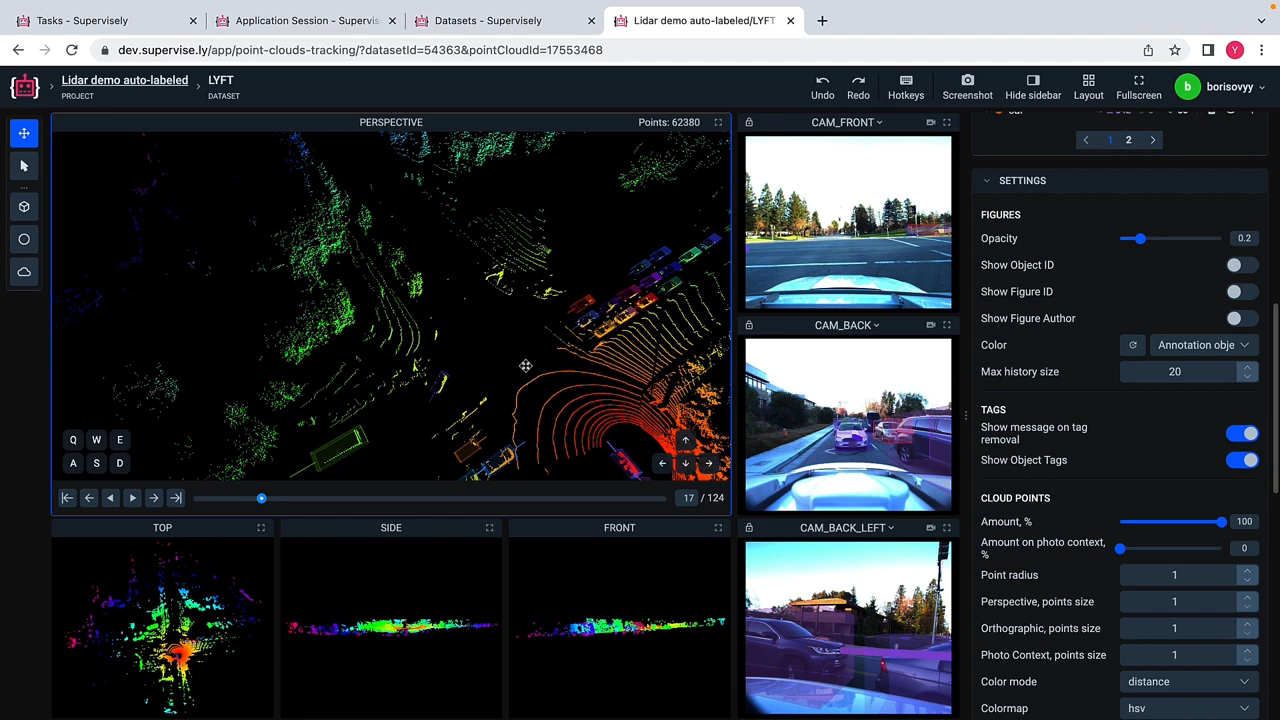 Tasks - Supervisely
Application Session - Supervis
Datasets - Supervisely
Lidar demo auto-labeled/LYFT
dev.supervise.ly/app/point-clouds-tracking/?datasetId=54363&pointCloudId=17553468
Y
Lidar demo auto-labeled
PROJECT
LYFT
DATASET
Undo
Redo
Hotkeys
Screenshot
Hide sidebar
Layout
Fullscreen
b
borisovyy
PERSPECTIVE
Points: 62380
Q W E
A S D
17 / 124
TOP
SIDE
FRONT
CAM_FRONT
CAM_BACK
CAM_BACK_LEFT
1 2
SETTINGS
FIGURES
Opacity
0.2
Show Object ID
Show Figure ID
Show Figure Author
Color
Annotation obje
Max history size
20
TAGS
Show message on tag
removal
Show Object Tags
CLOUD POINTS
Amount, %
100
Amount on photo context,
%
0
Point radius
1
Perspective, points size
1
Orthographic, points size
1
Photo Context, points size
1
Color mode
distance
Colormap
hsv